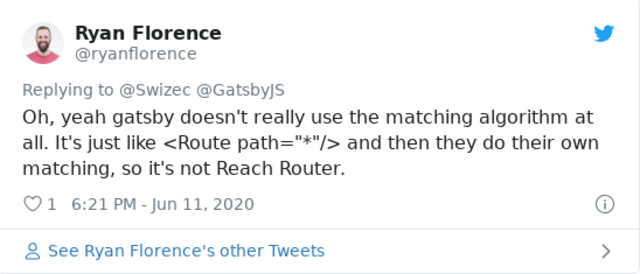 Ryan Florence
@ryanflorence
Replying to @Swizec @GatsbyJS
Oh, yeah gatsby doesn't really use the matching algorithm at
all. It's just like <Route path="*"/> and then they do their own
matching, so it's not Reach Router.
1 6:21 PM - Jun 11, 2020
See Ryan Florence's other Tweets